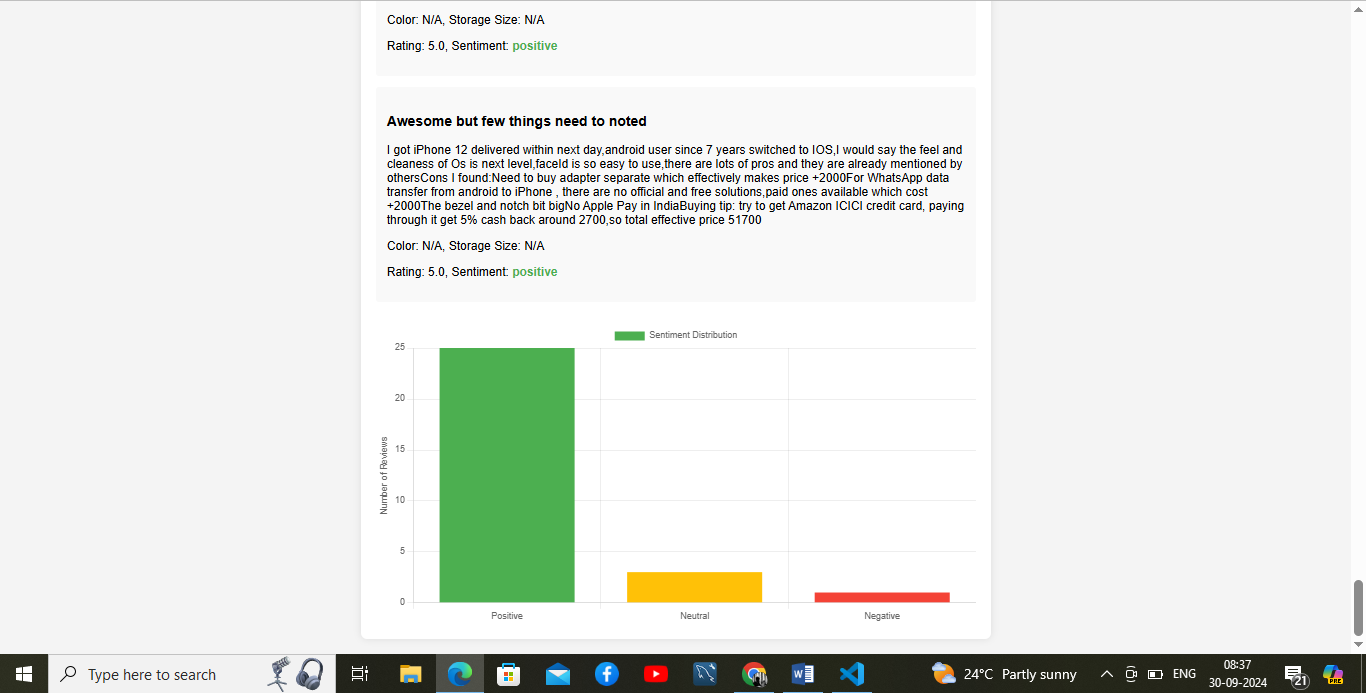 Color: N/A, Storage Size: N/A
Rating: 5.0, Sentiment: positive
Awesome but few things need to noted
I got iPhone 12 delivered within next day,android user since 7 years switched to IOS,I would say the feel and
cleaness of Os is next level,faceId is so easy to use,there are lots of pros and they are already mentioned by
othersCons I found:Need to buy adapter separate which effectively makes price +2000For WhatsApp data
transfer from android to iPhone , there are no official and free solutions,paid ones available which cost
+2000The bezel and notch bit bigNo Apple Pay in IndiaBuying tip: try to get Amazon ICICI credit card, paying
through it get 5% cash back around 2700,so total effective price 51700
Color: N/A, Storage Size: N/A
Rating: 5.0, Sentiment: positive
Sentiment Distribution
25
20
15
10
5
0
Number of Reviews
Positive
Neutral
Negative
Type here to search
24°C Partly sunny
ENG
08:37
30-09-2024
21
PRE